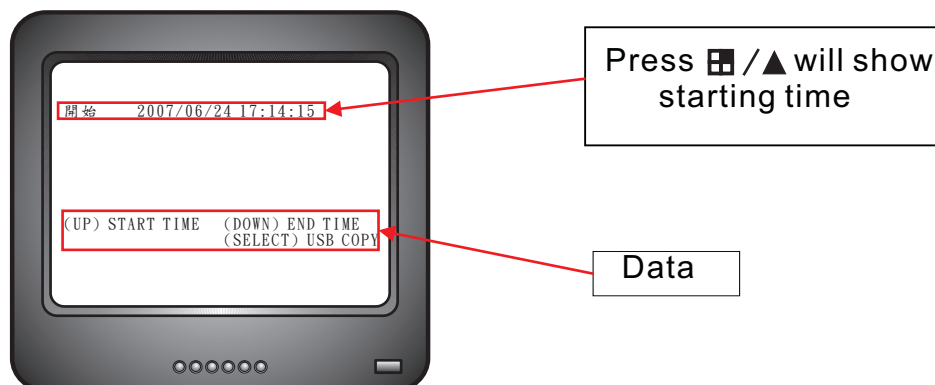 開始 2007/06/24 17:14:15
(UP) START TIME (DOWN) END TIME
(SELECT) USB COPY
Press /▲ will show
starting time
Data